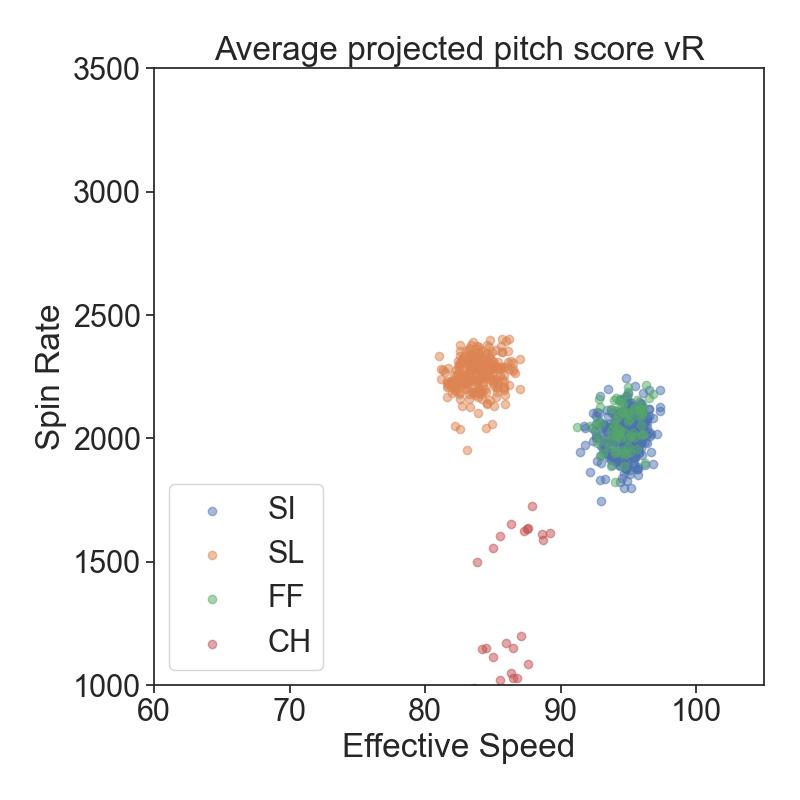 Average projected pitch score vR
3500
3000
2500
2000
1500
1000
Spin Rate
SI
SL
FF
CH
60 70 80 90 100
Effective Speed